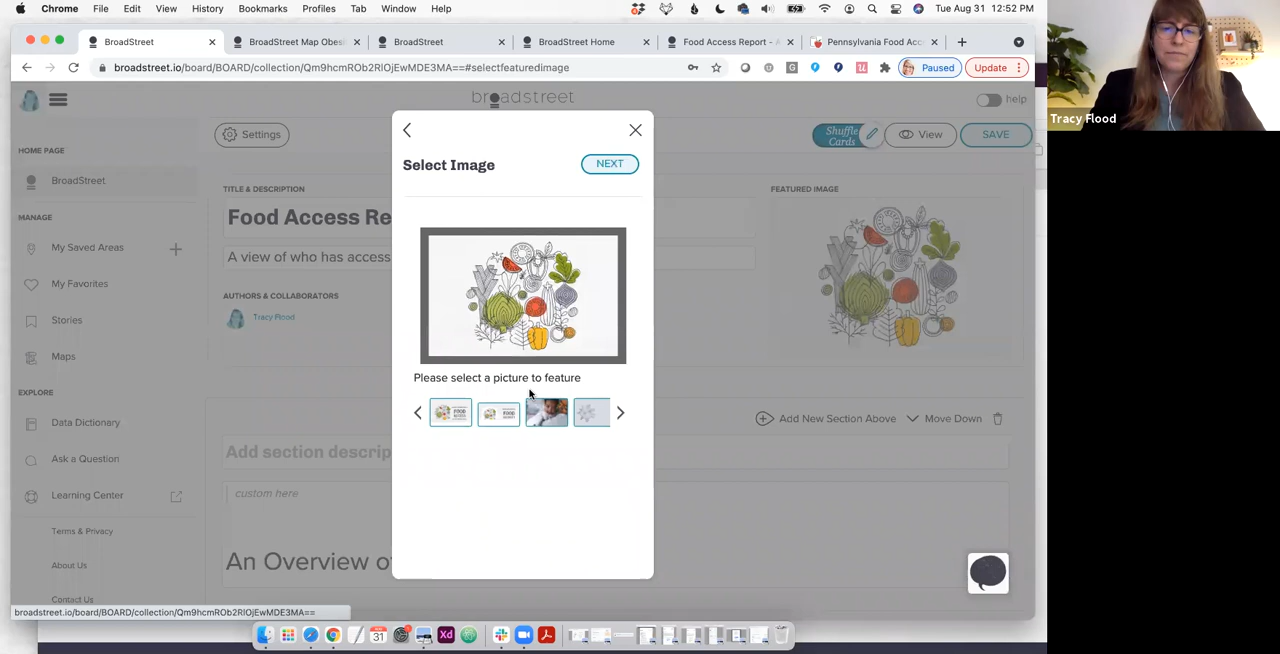 Chrome File Edit View History Bookmarks Profiles Tab Window Help Tue Aug 31 12:52 PM
BroadStreet BroadStreet Map Obesi BroadStreet BroadStreet Home Food Access Report - A Pennsylvania Food Acc
broadstreet.io/board/BOARD/collection/Qm9hcmROb2RlOjEwMDE3MA==#selectfeaturedimage Paused Update
broadstreet help
Settings Shuffle Cards View SAVE
HOME PAGE
BroadStreet
MANAGE
My Saved Areas
My Favorites
Stories
Maps
EXPLORE
Data Dictionary
Ask a Question
Learning Center
Terms & Privacy
About Us
Contact Us
TITLE & DESCRIPTION
Food Access Re
A view of who has access
AUTHORS & COLLABORATORS
Tracy Flood
FEATURED IMAGE
Select Image
NEXT
Please select a picture to feature
FOOD
Add New Section Above Move Down
Add section descrip
custom here
An Overview o
broadstreet.io/board/BOARD/collection/Qm9hcmROb2RlOjEwMDE3MA==
31 Xd
Tracy Flood